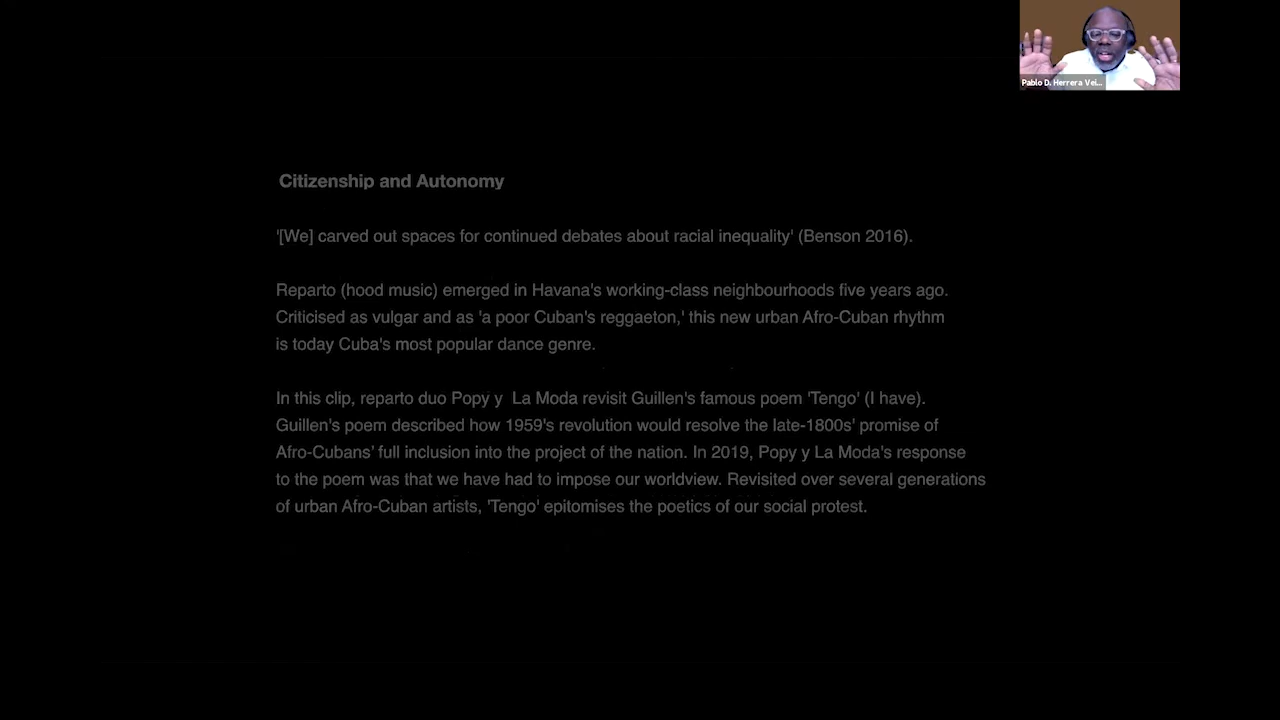 Pablo D. Herrera Vei...
Citizenship and Autonomy
'[We] carved out spaces for continued debates about racial inequality' (Benson 2016).
Reparto (hood music) emerged in Havana's working-class neighbourhoods five years ago.
Criticised as vulgar and as 'a poor Cuban's reggaeton,' this new urban Afro-Cuban rhythm
is today Cuba's most popular dance genre.
In this clip, reparto duo Popy y La Moda revisit Guillen's famous poem 'Tengo' (I have).
Guillen's poem described how 1959's revolution would resolve the late-1800s' promise of
Afro-Cubans' full inclusion into the project of the nation. In 2019, Popy y La Moda's response
to the poem was that we have had to impose our worldview. Revisited over several generations
of urban Afro-Cuban artists, 'Tengo' epitomises the poetics of our social protest.